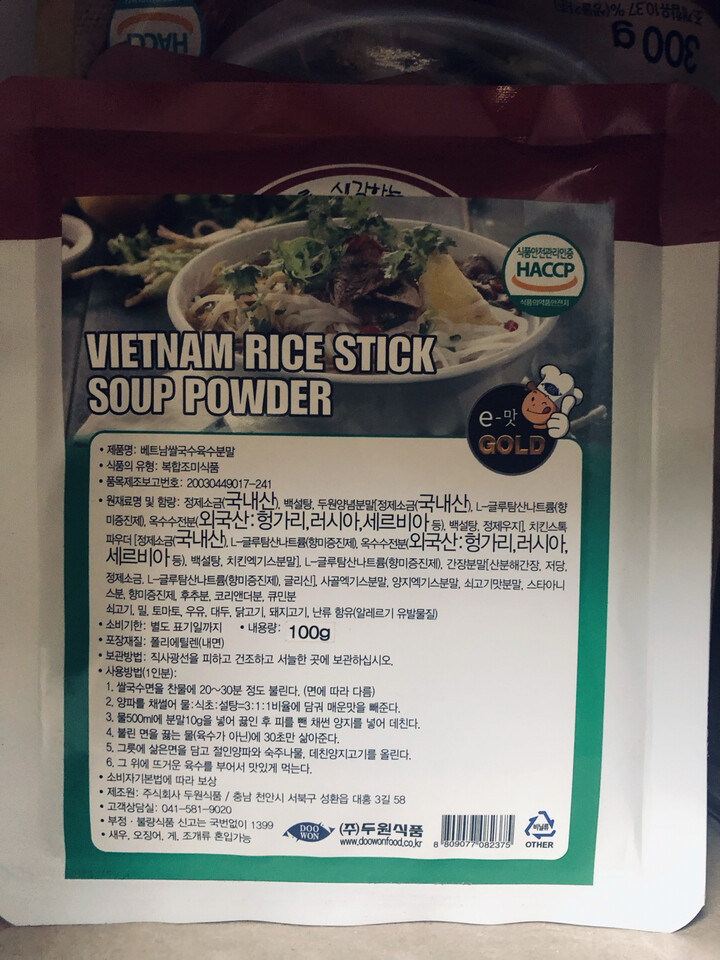 HACCP
조개함유10.37%
300g
생각하는
식품안전관리인증
HACCP
식품의약품안전처
VIETNAM RICE STICK
SOUP POWDER
e-맛
GOLD
• 제품명: 베트남쌀국수육수분말
• 식품의 유형: 복합조미식품
• 품목제조보고번호: 20030449017-241
• 원재료명 및 함량: 정제소금(국내산), 백설탕, 두원양념분말[정제소금(국내산), L-글루탐산나트륨(향
미증진제), 옥수수전분(외국산:헝가리,러시아,세르비아 등), 백설탕, 정제우지], 치킨스톡
파우더 [정제소금(국내산), L-글루탐산나트륨(향미증진제), 옥수수전분(외국산:헝가리,러시아,
세르비아 등), 백설탕, 치킨엑기스분말], L-글루탐산나트륨(향미증진제), 간장분말[산분해간장, 저당,
정제소금, L-글루탐산나트륨(향미증진제), 글리신], 사골엑기스분말, 양지엑기스분말, 쇠고기맛분말, 스타아니
스분, 향미증진제, 후추분, 코리앤더분, 큐민분
쇠고기, 밀, 토마토, 우유, 대두, 닭고기, 돼지고기, 난류 함유(알레르기 유발물질)
• 소비기한: 별도 표기일까지 • 내용량: 100g
• 포장재질: 폴리에틸렌(내면)
• 보관방법: 직사광선을 피하고 건조하고 서늘한 곳에 보관하십시오.
• 사용방법(1인분):
1. 쌀국수면을 찬물에 20~30분 정도 불린다. (면에 따라 다름)
2. 양파를 채썰어 물:식초:설탕=3:1:1비율에 담궈 매운맛을 빼준다.
3. 물500ml에 분말10g을 넣어 끓인 후 피를 뺀 채썬 양지를 넣어 데친다.
4. 불린 면을 끓는 물(육수가 아닌)에 30초만 삶아준다.
5. 그릇에 삶은면을 담고 절인양파와 숙주나물, 데친양지고기를 올린다.
6. 그 위에 뜨거운 육수를 부어서 맛있게 먹는다.
• 소비자기본법에 따라 보상
• 제조원: 주식회사 두원식품 / 충남 천안시 서북구 성환읍 대홍 3길 58
• 고객상담실: 041-581-9020
• 부정·불량식품 신고는 국번없이 1399
• 새우, 오징어, 게, 조개류 혼입가능
DOO
WON
(주)두원식품
www.doowonfood.co.kr
8 809077 082375
비닐류
OTHER